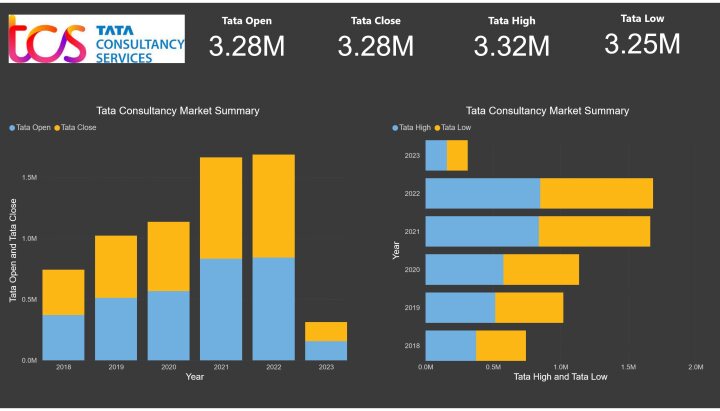 tcs TATA
CONSULTANCY
SERVICES
Tata Open
3.28M
Tata Close
3.28M
Tata High
3.32M
Tata Low
3.25M
Tata Consultancy Market Summary
Tata Open Tata Close
Tata Open and Tata Close
1.5M
1.0M
0.5M
0.0M
2018 2019 2020 2021 2022 2023
Year
Tata Consultancy Market Summary
Tata High Tata Low
Year
2023
2022
2021
2020
2019
2018
0.0M 0.5M 1.0M 1.5M 2.0M
Tata High and Tata Low